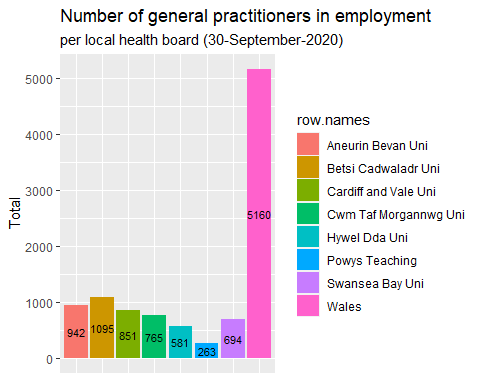 Number of general practitioners in employment
per local health board (30-September-2020)
5000
4000
3000
2000
1000
0
Total
942
1095
851
765
581
263
694
5160
row.names
Aneurin Bevan Uni
Betsi Cadwaladr Uni
Cardiff and Vale Uni
Cwm Taf Morgannwg Uni
Hywel Dda Uni
Powys Teaching
Swansea Bay Uni
Wales